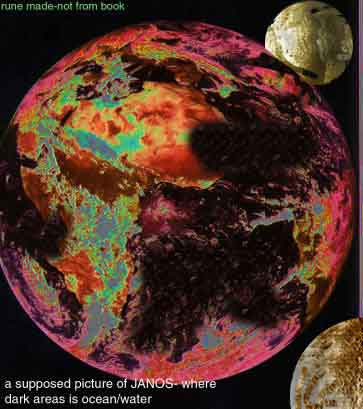 rune made-not from book
a supposed picture of JANOS- where
dark areas is ocean/water